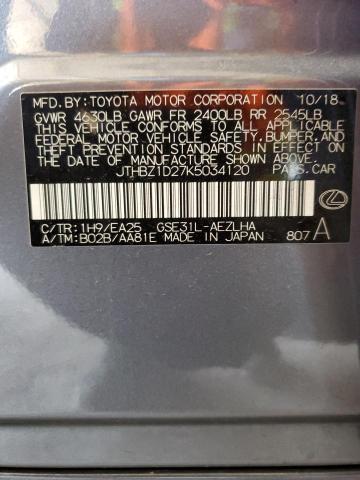 MFD.BY:TOYOTA MOTOR CORPORATION 10/18
GVWR 4630LB GAWR FR 2400LB RR 2545LB
THIS VEHICLE CONFORMS TO ALL APPLICABLE
FEDERAL MOTOR VEHICLE SAFETY, BUMPER, AND
THEFT PREVENTION STANDARDS IN EFFECT ON
THE DATE OF MANUFACTURE SHOWN ABOVE.
JTHBZ1D27K5034120 PASS.CAR
C/TR:1H9/EA25 GSE31L-AEZLHA
A/TM:B02B/AA81E MADE IN JAPAN 807 A